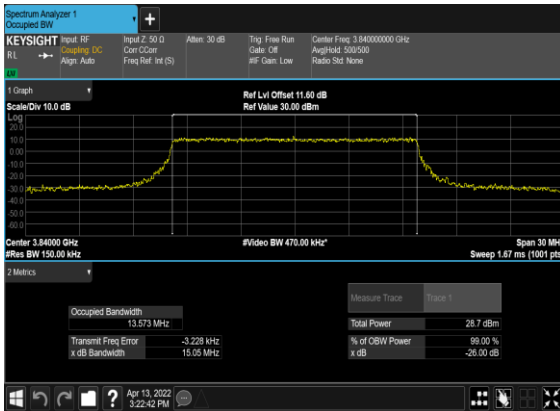 Spectrum Analyzer 1
Occupied BW
KEYSIGHT
RL
Input: RF
Coupling: DC
Align: Auto
Input Z: 50 Ω
Corr CCorr
Freq Ref: Int (S)
Atten: 30 dB
Trig: Free Run
Gate: Off
#IF Gain: Low
Center Freq: 3.840000000 GHz
Avg|Hold: 500/500
Radio Std: None
1 Graph
Scale/Div 10.0 dB
Ref Lvl Offset 11.60 dB
Ref Value 30.00 dBm
Log
20.0
10.0
0.00
-10.0
-20.0
-30.0
-40.0
-50.0
-60.0
Center 3.84000 GHz
#Res BW 150.00 kHz
#Video BW 470.00 kHz*
Span 30 MH
Sweep 1.67 ms (1001 pts
2 Metrics
Measure Trace
Trace 1
Occupied Bandwidth
13.573 MHz
Total Power
28.7 dBm
Transmit Freq Error
-3.228 kHz
% of OBW Power
99.00 %
x dB Bandwidth
15.05 MHz
x dB
-26.00 dB
Apr 13, 2022
3:22:42 PM